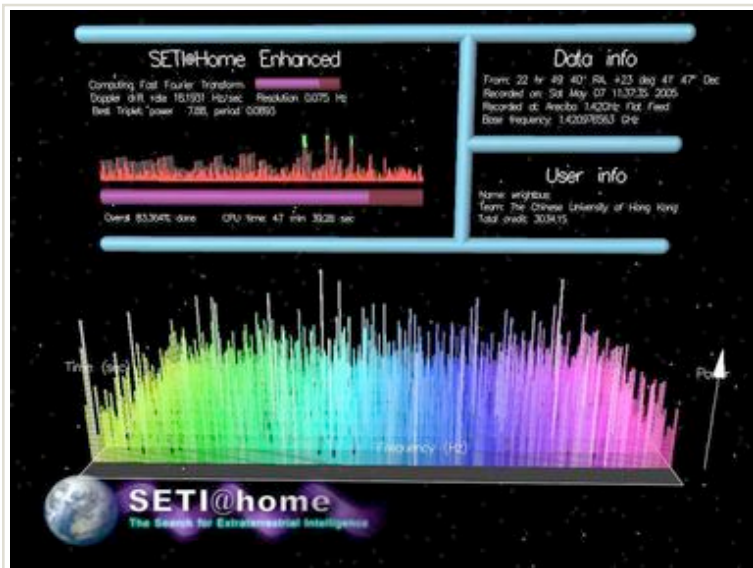 SETI@Home Enhanced
Computing Fast Fourier Transform
Doppler drift rate 16.1931 Hz/sec Resolution 0.075 Hz
Best Triplet: power 7.88, period 0.0893
Overall 83.364% done CPU time: 47 min 39.28 sec
Data info
From: 22 hr 49' 40" RA, +23 deg 41' 47" Dec
Recorded on: Sat May 07 11:37:35 2005
Recorded at: Arecibo 1.42GHz Flat Feed
Base frequency: 1.420976563 GHz
User info
Name: wrightbus
Team: The Chinese University of Hong Kong
Total credit: 3034.15
Time (sec)
Power
Frequency (Hz)
SETI@home
The Search for Extraterrestrial Intelligence